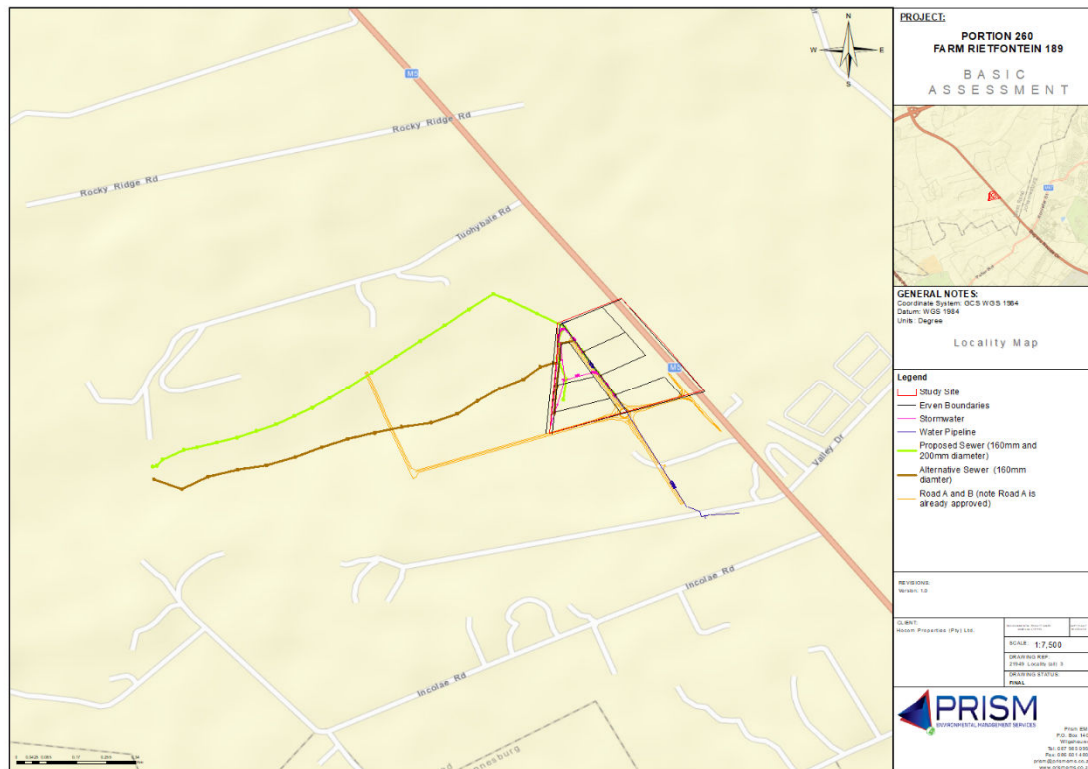 N
W E
S
M5
Rocky Ridge Rd
Rocky Ridge Rd
Tuohybale Rd
M5
Valley Dr
Incolae Rd
Incolae Rd
PROJECT:
PORTION 260
FARM RIETFONTEIN 189
BASIC
ASSESSMENT
GENERAL NOTES:
Coordinate System: GCS WGS 1984
Datum: WGS 1984
Units: Degree
Locality Map
Legend
Study Site
Erven Boundaries
Stormwater
Water Pipeline
Proposed Sewer (160mm and
200mm diameter)
Alternative Sewer (160mm
diamter)
Road A and B (note Road A is
already approved)
REVISIONS:
Version: 1.0
CLIENT:
SCALE: 1:7,500
DRAWING REF:
DRAWING STATUS:
FINAL
PRISM
ENVIRONMENTAL MANAGEMENT SERVICES